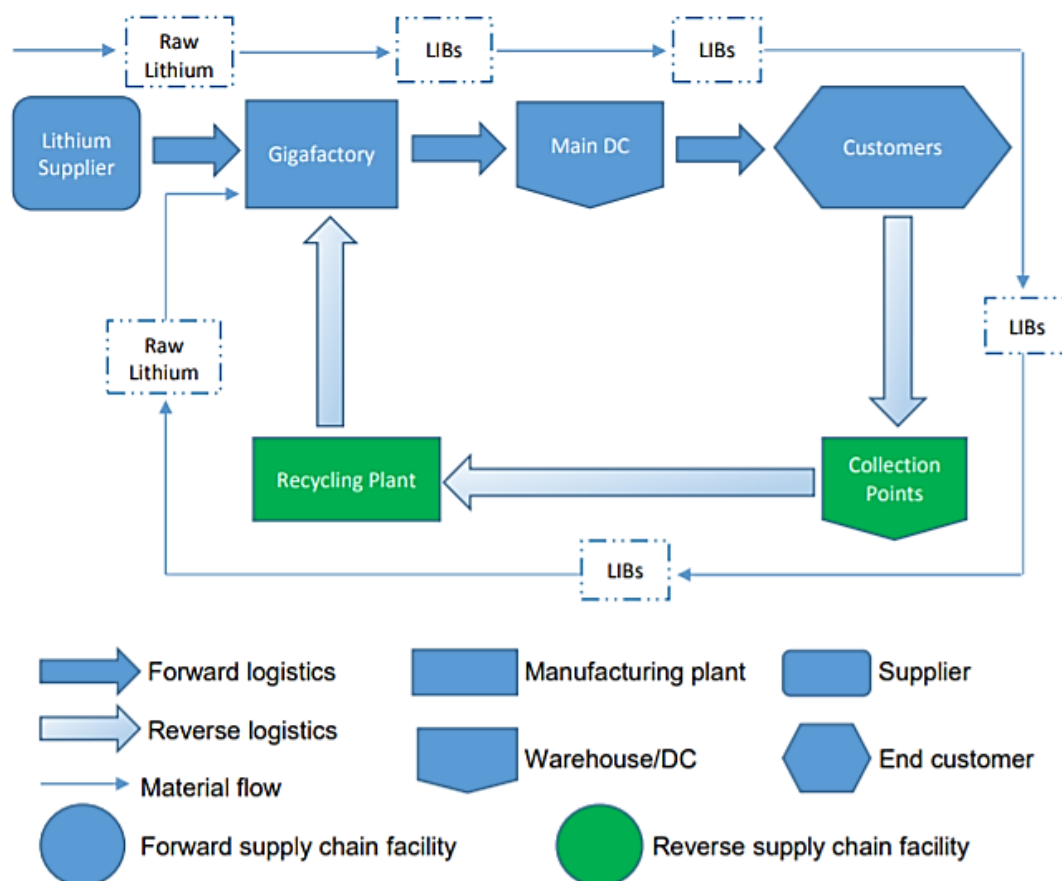 Raw
Lithium
LIBs
LIBs
Lithium
Supplier
Gigafactory
Main DC
Customers
Raw
Lithium
LIBs
Recycling Plant
Collection
Points
LIBs
Forward logistics
Manufacturing plant
Supplier
Reverse logistics
Warehouse/DC
End customer
Material flow
Forward supply chain facility
Reverse supply chain facility